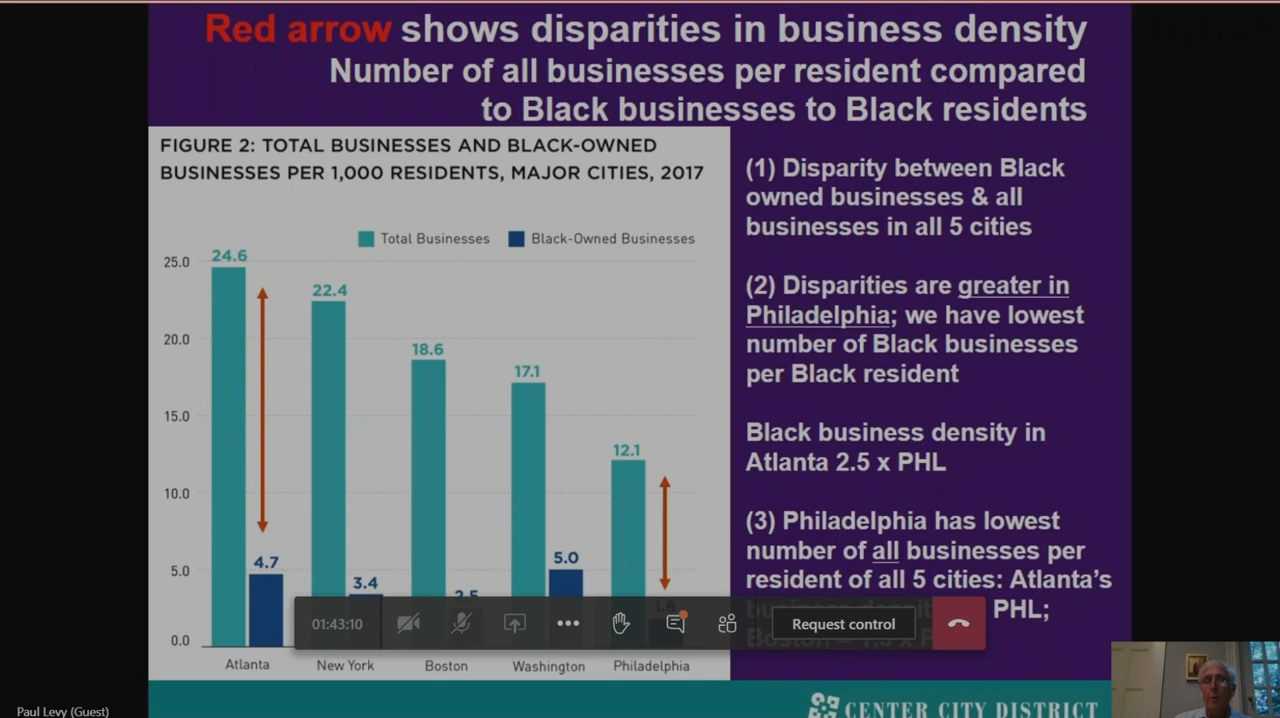 Red arrow shows disparities in business density
Number of all businesses per resident compared
to Black businesses to Black residents
FIGURE 2: TOTAL BUSINESSES AND BLACK-OWNED
BUSINESSES PER 1,000 RESIDENTS, MAJOR CITIES, 2017
Total Businesses
Black-Owned Businesses
25.0
20.0
15.0
10.0
5.0
0.0
24.6
4.7
22.4
3.4
18.6
2.5
17.1
5.0
12.1
1.8
Atlanta
New York
Boston
Washington
Philadelphia
(1) Disparity between Black
owned businesses & all
businesses in all 5 cities
(2) Disparities are greater in
Philadelphia; we have lowest
number of Black businesses
per Black resident
Black business density in
Atlanta 2.5 x PHL
(3) Philadelphia has lowest
number of all businesses per
resident of all 5 cities: Atlanta's
business PHL;
Boston
01:43:10
Request control
CENTER CITY DISTRICT
Paul Levy (Guest)